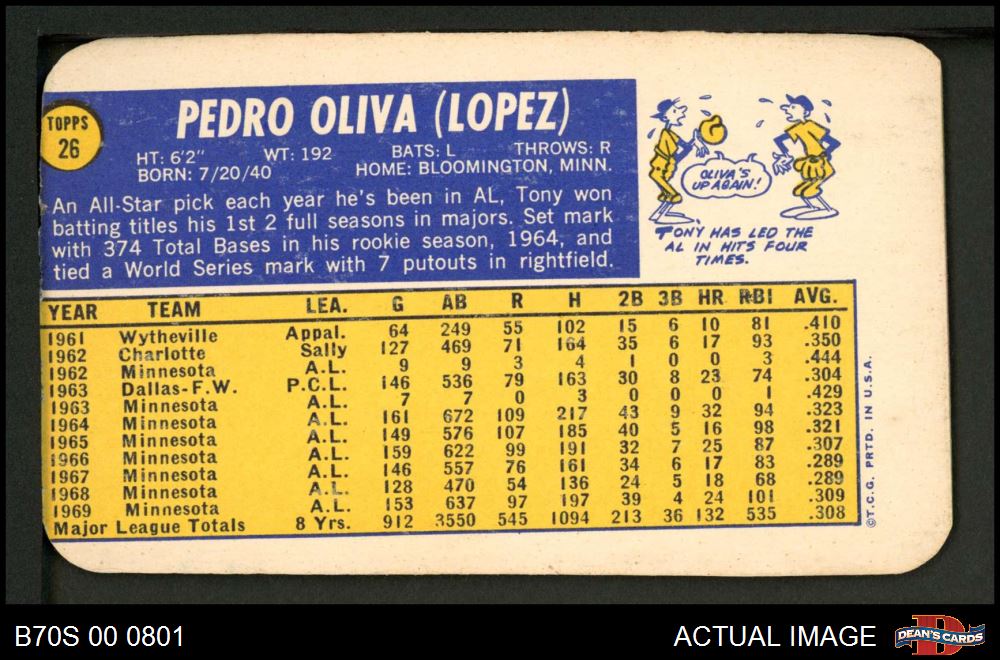 TOPPS
26
PEDRO OLIVA (LOPEZ)
HT: 6'2" WT: 192 BATS: L THROWS: R
BORN: 7/20/40 HOME: BLOOMINGTON, MINN.
An All-Star pick each year he's been in AL, Tony won
batting titles his 1st 2 full seasons in majors. Set mark
with 374 Total Bases in his rookie season, 1964, and
tied a World Series mark with 7 putouts in rightfield.
OLIVA'S
UP AGAIN!
TONY HAS LED THE
AL IN HITS FOUR
TIMES.
YEAR TEAM LEA. G AB R H 2B 3B HR RBI AVG.
1961 Wytheville Appal. 64 249 55 102 15 6 10 81 .410
1962 Charlotte Sally 127 469 71 164 35 6 17 93 .350
1962 Minnesota A.L. 9 9 3 4 1 0 0 3 .444
1963 Dallas-F.W. P.C.L. 146 536 79 163 30 8 23 74 .304
1963 Minnesota A.L. 7 7 0 3 0 0 0 1 .429
1964 Minnesota A.L. 161 672 109 217 43 9 32 94 .323
1965 Minnesota A.L. 149 576 107 185 40 5 16 98 .321
1966 Minnesota A.L. 159 622 99 191 32 7 25 87 .307
1967 Minnesota A.L. 146 557 76 161 34 6 17 83 .289
1968 Minnesota A.L. 128 470 54 136 24 5 18 68 .289
1969 Minnesota A.L. 153 637 97 197 39 4 24 101 .309
Major League Totals 8 Yrs. 912 3550 545 1094 213 36 132 535 .308
©T.C.G. PRTD. IN U.S.A.
B70S 00 0801
ACTUAL IMAGE
D
DEAN'S CARDS